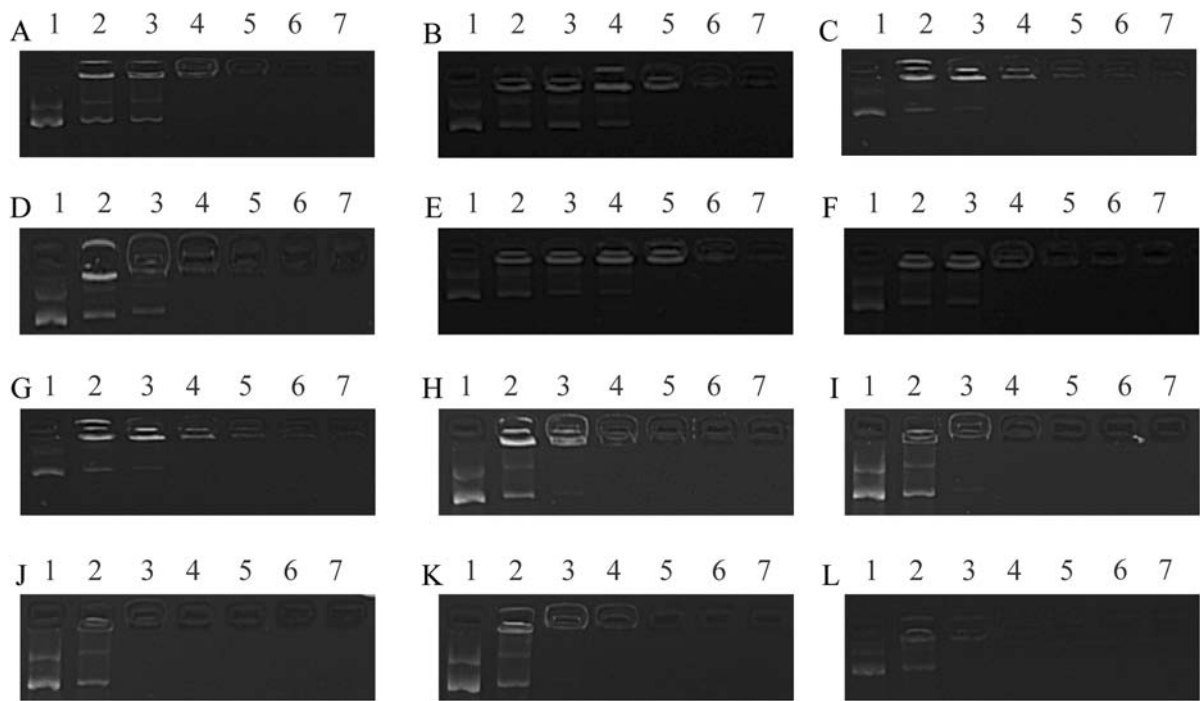 A 1 2 3 4 5 6 7
B 1 2 3 4 5 6 7
C 1 2 3 4 5 6 7
D 1 2 3 4 5 6 7
E 1 2 3 4 5 6 7
F 1 2 3 4 5 6 7
G 1 2 3 4 5 6 7
H 1 2 3 4 5 6 7
I 1 2 3 4 5 6 7
J 1 2 3 4 5 6 7
K 1 2 3 4 5 6 7
L 1 2 3 4 5 6 7